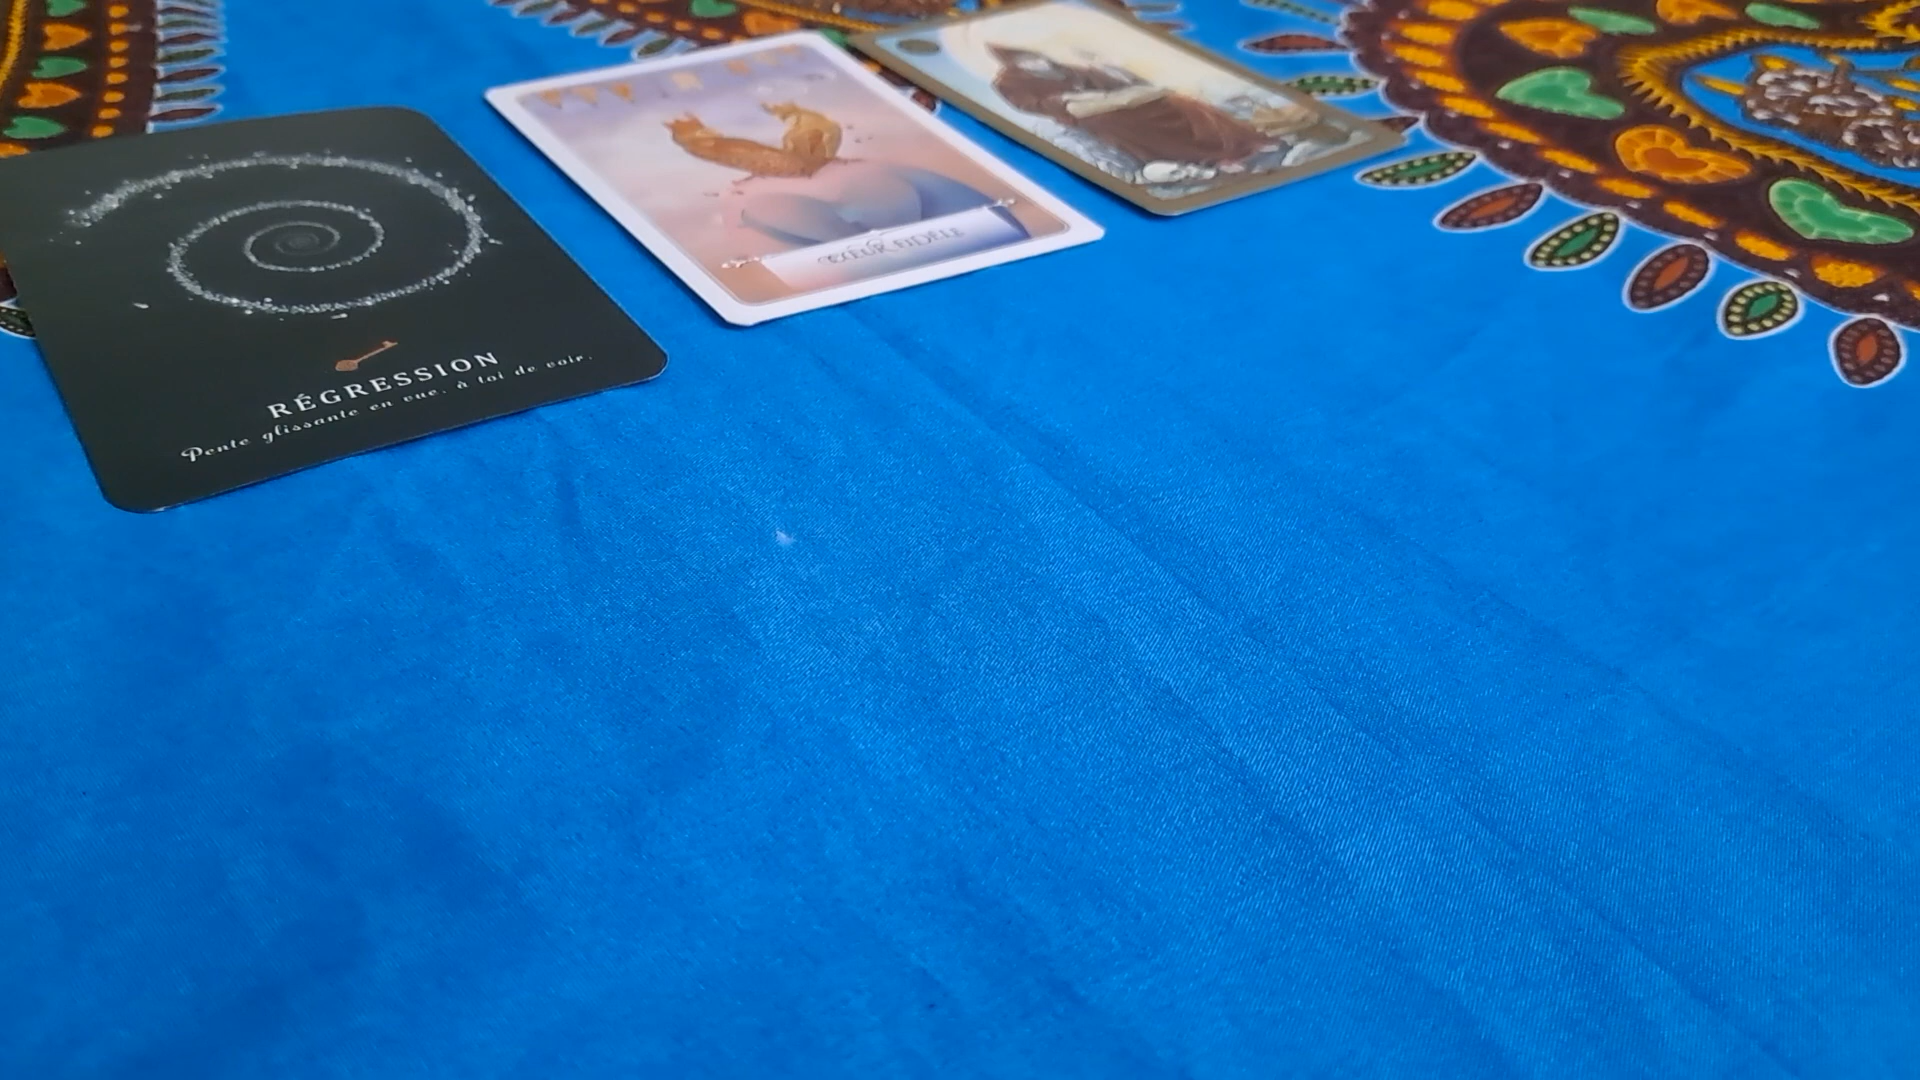 RÉGRESSION
Pente glissante en vue, à toi de voir.
CŒUR FIDÈLE